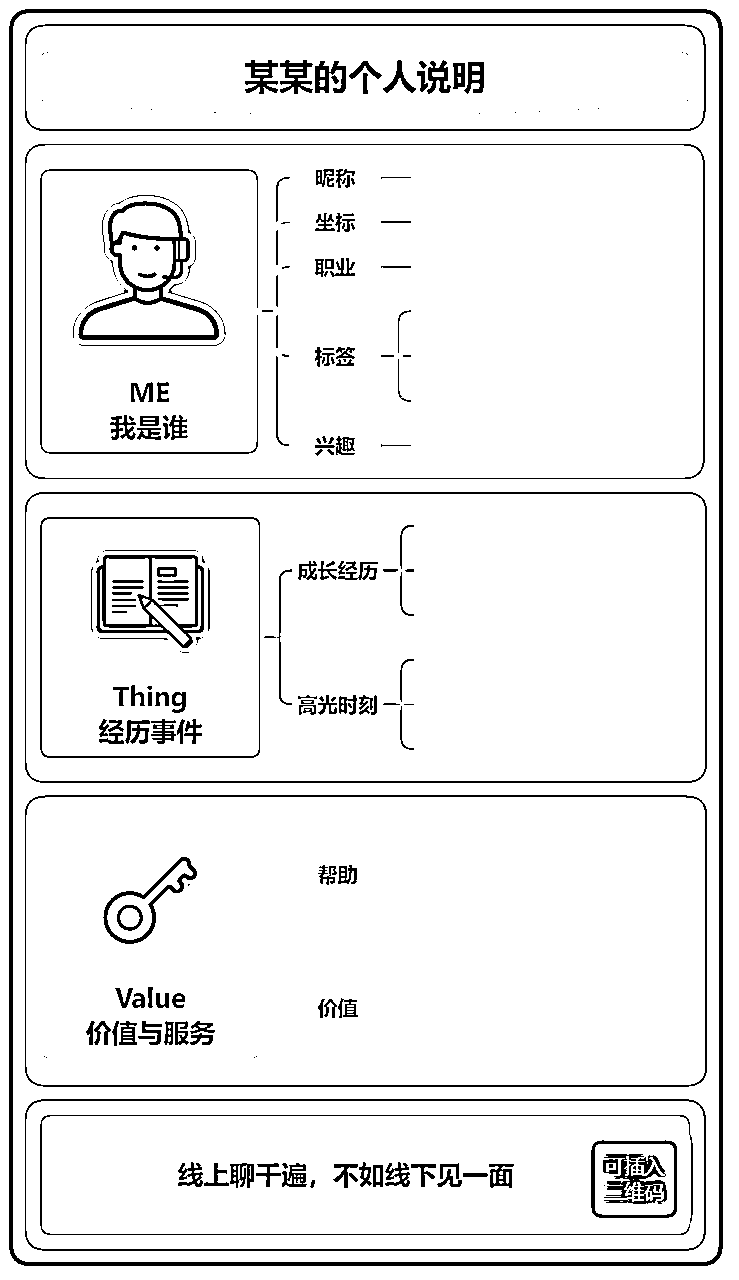 某某的个人说明
昵称
坐标
职业
标签
兴趣
ME
我是谁
成长经历
高光时刻
Thing
经历事件
帮助
价值
Value
价值与服务
线上聊千遍，不如线下见一面
可插入
二维码